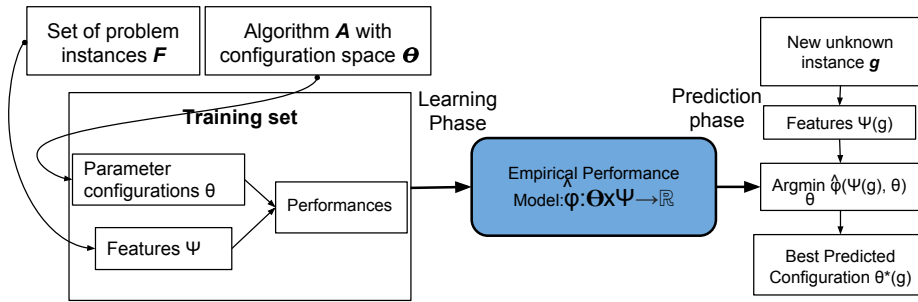 Set of problem
instances F
Algorithm A with
configuration space Θ
Training set
Parameter
configurations θ
Features Ψ
Performances
Learning
Phase
Empirical Performance
Model:φ̂:ΘxΨ→ℝ
Prediction
phase
New unknown
instance g
Features Ψ(g)
Argmin φ̂(Ψ(g), θ)
θ
Best Predicted
Configuration θ*(g)